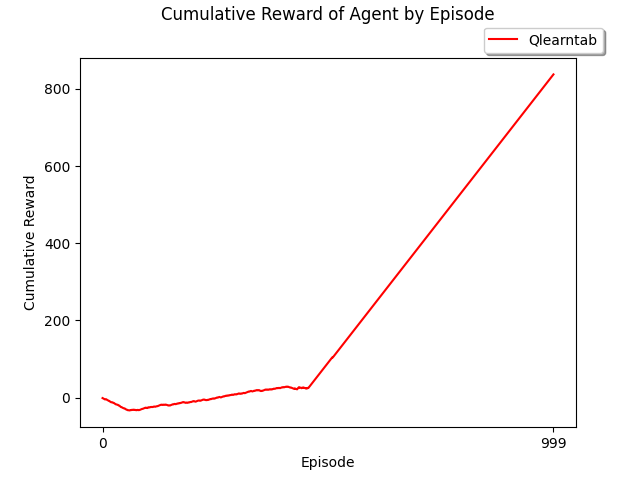 Cumulative Reward of Agent by Episode
Qlearntab
800
600
400
200
0
Cumulative Reward
0
999
Episode